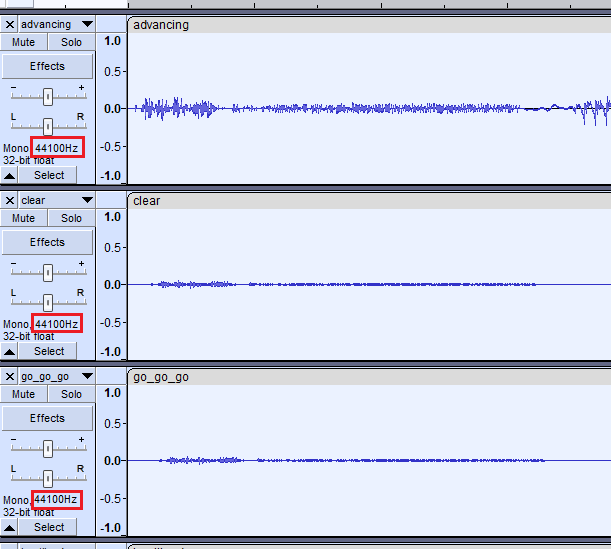 advancing
advancing
Mute Solo
Effects
- +
L R
Mono, 44100Hz
32-bit float
Select
1.0
0.5
0.0
-0.5
-1.0
clear
clear
Mute Solo
Effects
- +
L R
Mono, 44100Hz
32-bit float
Select
1.0
0.5
0.0
-0.5
-1.0
go_go_go
go_go_go
Mute Solo
Effects
- +
L R
Mono, 44100Hz
32-bit float
Select
1.0
0.5
0.0
-0.5
-1.0